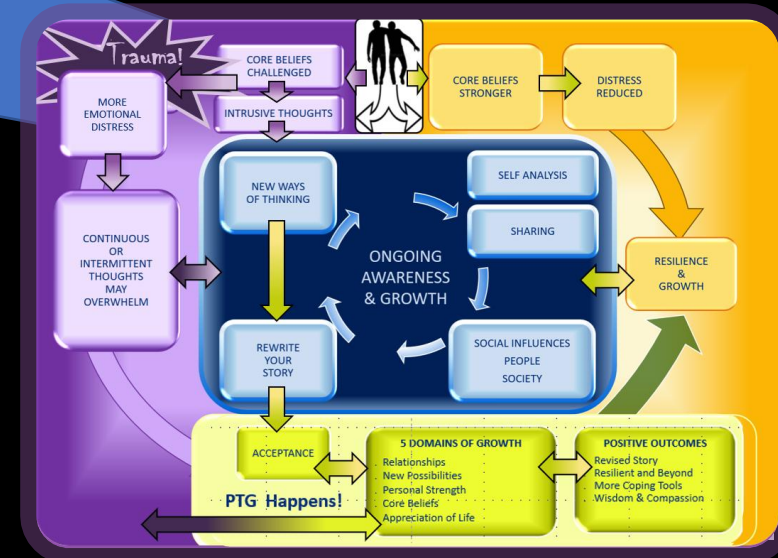 Trauma!
CORE BELIEFS
CHALLENGED
CORE BELIEFS
STRONGER
DISTRESS
REDUCED
MORE
EMOTIONAL
DISTRESS
INTRUSIVE THOUGHTS
NEW WAYS
OF THINKING
SELF ANALYSIS
SHARING
CONTINUOUS
OR
INTERMITTENT
THOUGHTS
MAY
OVERWHELM
ONGOING
AWARENESS
& GROWTH
RESILIENCE
&
GROWTH
REWRITE
YOUR
STORY
SOCIAL INFLUENCES
PEOPLE
SOCIETY
ACCEPTANCE
5 DOMAINS OF GROWTH
Relationships
New Possibilities
Personal Strength
Core Beliefs
Appreciation of Life
POSITIVE OUTCOMES
Revised Story
Resilient and Beyond
More Coping Tools
Wisdom & Compassion
PTG Happens!